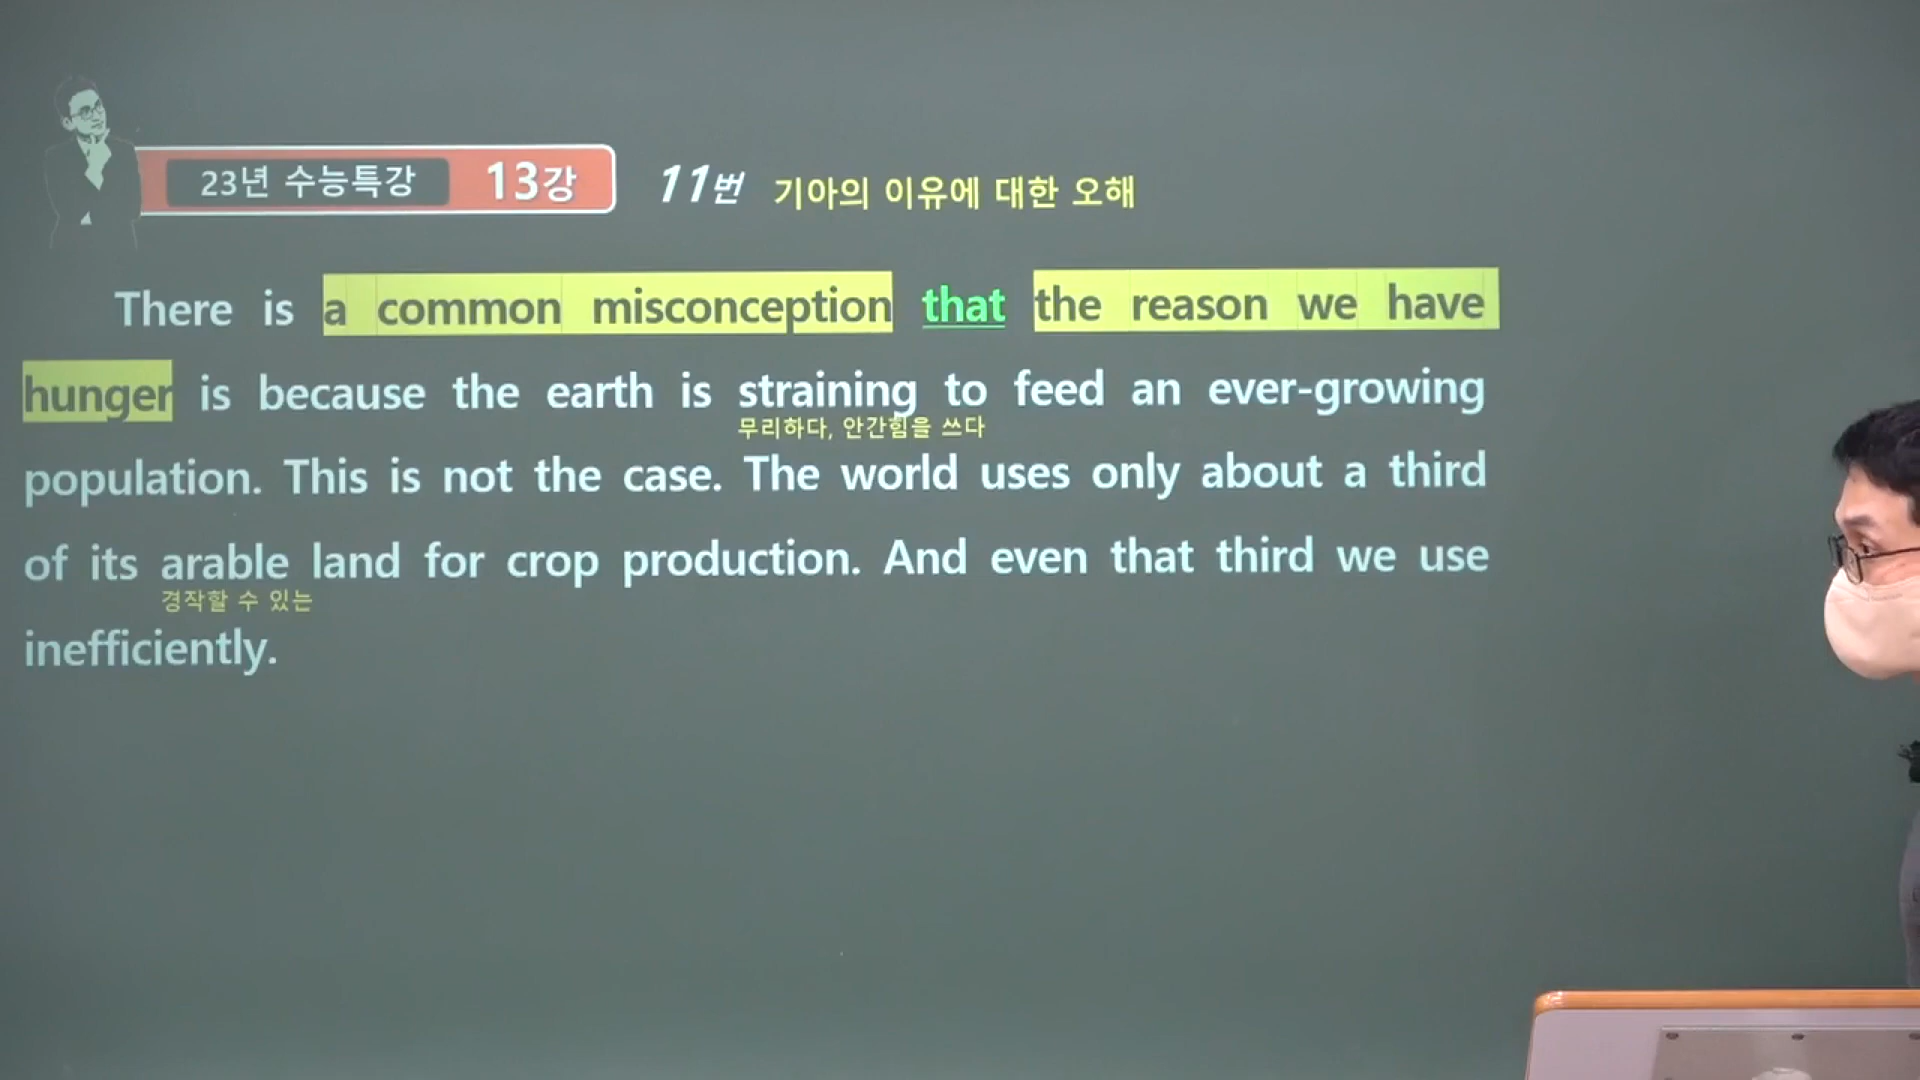 23년 수능특강 13강 11번 기아의 이유에 대한 오해
There is a common misconception that the reason we have
hunger is because the earth is straining to feed an ever-growing
무리하다, 안간힘을 쓰다
population. This is not the case. The world uses only about a third
of its arable land for crop production. And even that third we use
경작할 수 있는
inefficiently.